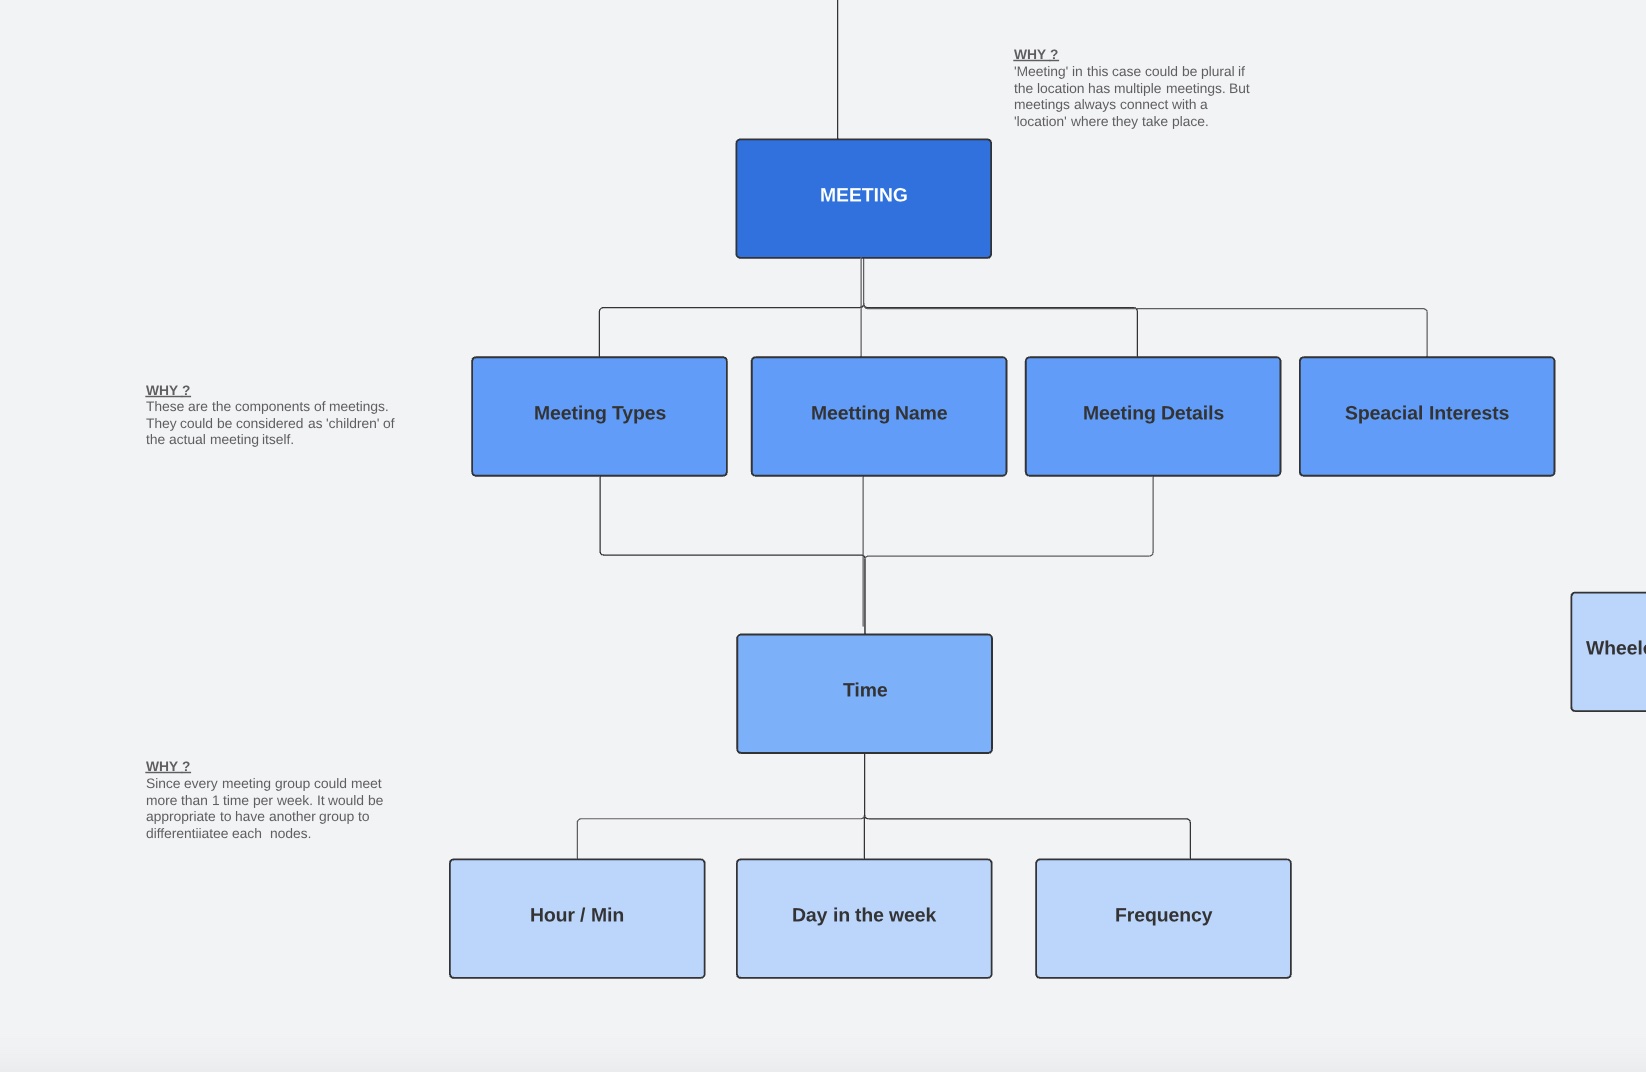 WHY ?
'Meeting' in this case could be plural if
the location has multiple meetings. But
meetings always connect with a
'location' where they take place.
MEETING
WHY ?
These are the components of meetings.
They could be considered as 'children' of
the actual meeting itself.
Meeting Types
Meetting Name
Meeting Details
Speacial Interests
Time
WHY ?
Since every meeting group could meet
more than 1 time per week. It would be
appropriate to have another group to
differentiiatee each  nodes.
Hour / Min
Day in the week
Frequency